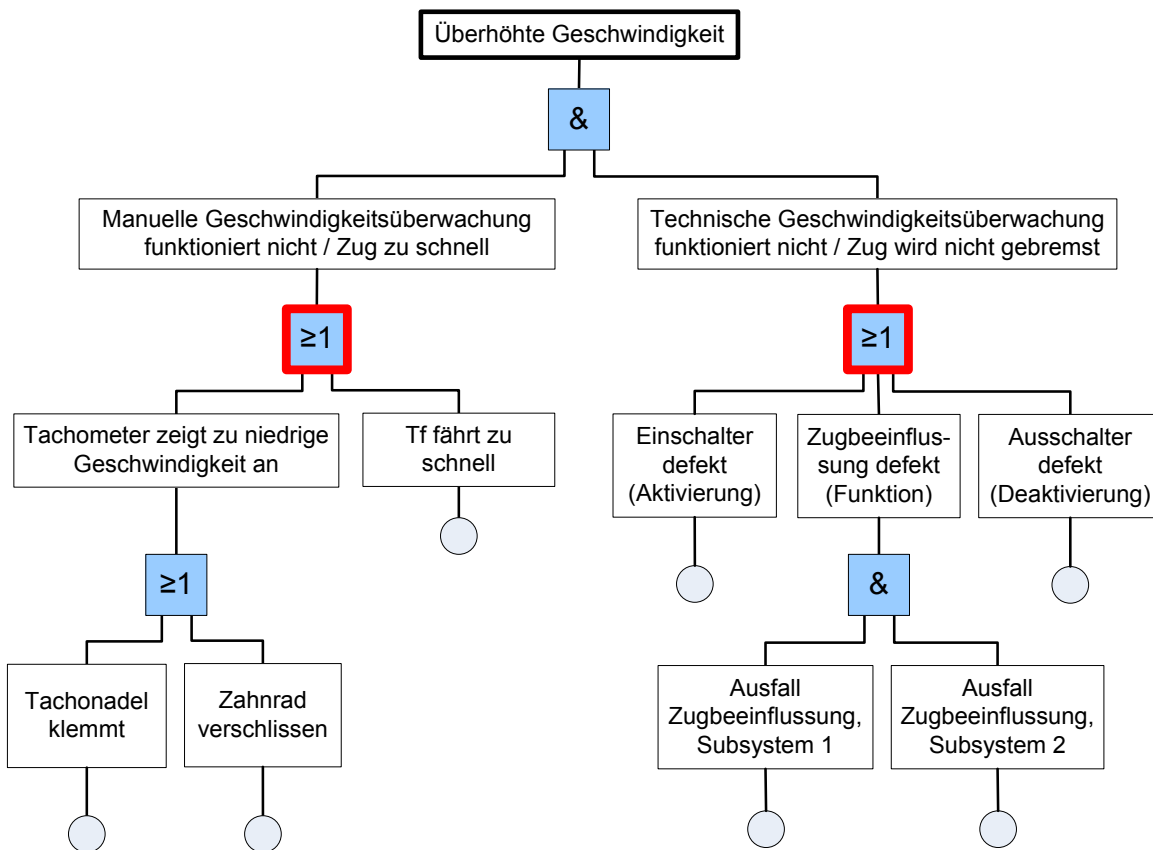 Überhöhte Geschwindigkeit
&
Manuelle Geschwindigkeitsüberwachung
funktioniert nicht / Zug zu schnell
Technische Geschwindigkeitsüberwachung
funktioniert nicht / Zug wird nicht gebremst
≥1
≥1
Tachometer zeigt zu niedrige
Geschwindigkeit an
Tf fährt zu
schnell
Einschalter
defekt
(Aktivierung)
Zugbeeinflus-
sung defekt
(Funktion)
Ausschalter
defekt
(Deaktivierung)
≥1
&
Tachonadel
klemmt
Zahnrad
verschlissen
Ausfall
Zugbeeinflussung,
Subsystem 1
Ausfall
Zugbeeinflussung,
Subsystem 2